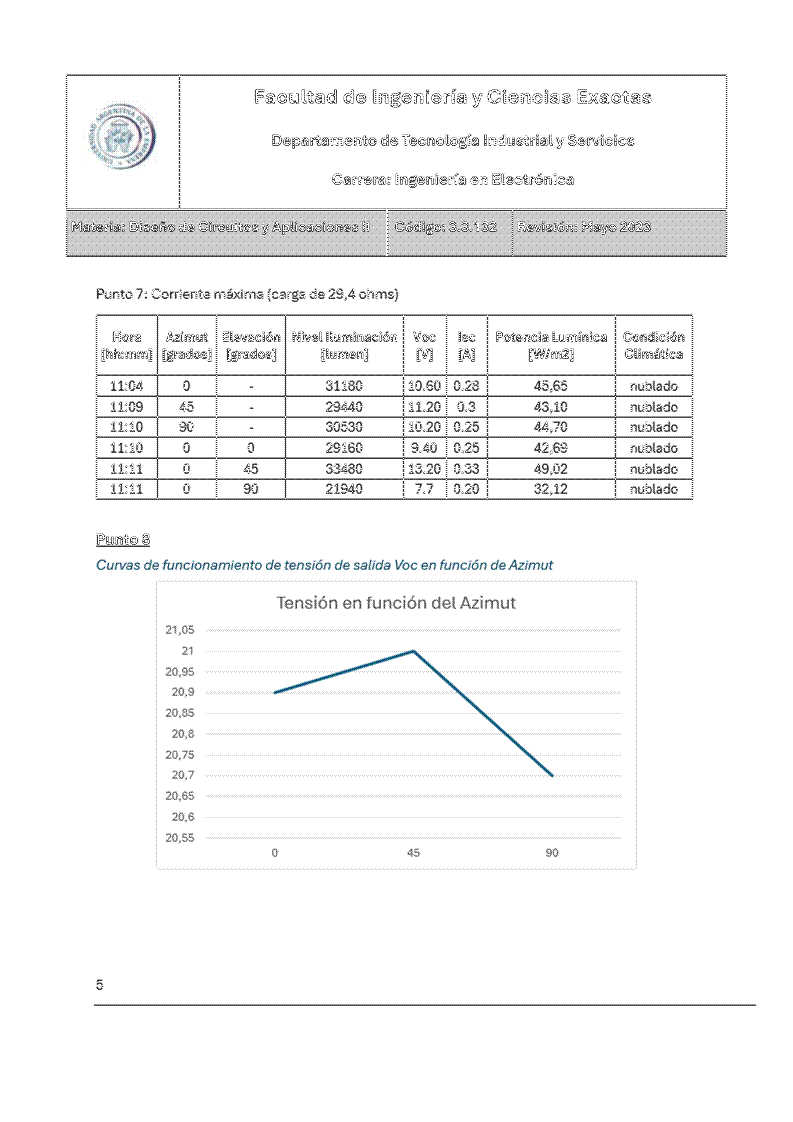 Facultad de Ingeniería y Ciencias Exactas
Departamento de Tecnología Industrial y Servicios
Carrera: Ingeniería en Electrónica
Materia: Diseño de Circuitos y Aplicaciones II Código: 3.3.132 Revisión: Mayo 2023
Punto 7: Corriente máxima (carga de 29,4 ohms)
Hora Azimut Elevación Nivel Iluminación Voc Isc Potencia Lumínica Condición
[hh:mm] [grados] [grados] [lumen] [V] [A] [W/m2] Climática
11:04 0 - 31180 10.60 0.28 45,65 nublado
11:09 45 - 29440 11.20 0.3 43,10 nublado
11:10 90 - 30530 10.20 0.25 44,70 nublado
11:10 0 0 29160 9.40 0.25 42,69 nublado
11:11 0 45 33480 13.20 0.33 49,02 nublado
11:11 0 90 21940 7.7 0.20 32,12 nublado
Punto 8
Curvas de funcionamiento de tensión de salida Voc en función de Azimut
Tensión en función del Azimut
21,05
21
20,95
20,9
20,85
20,8
20,75
20,7
20,65
20,6
20,55
0 45 90
5